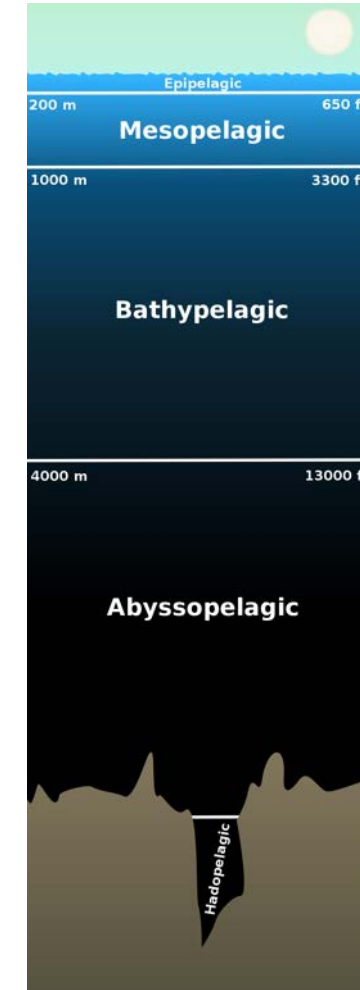 Epipelagic
200 m 650 f
Mesopelagic
1000 m 3300 f
Bathypelagic
4000 m 13000 f
Abyssopelagic
Hadopelagic